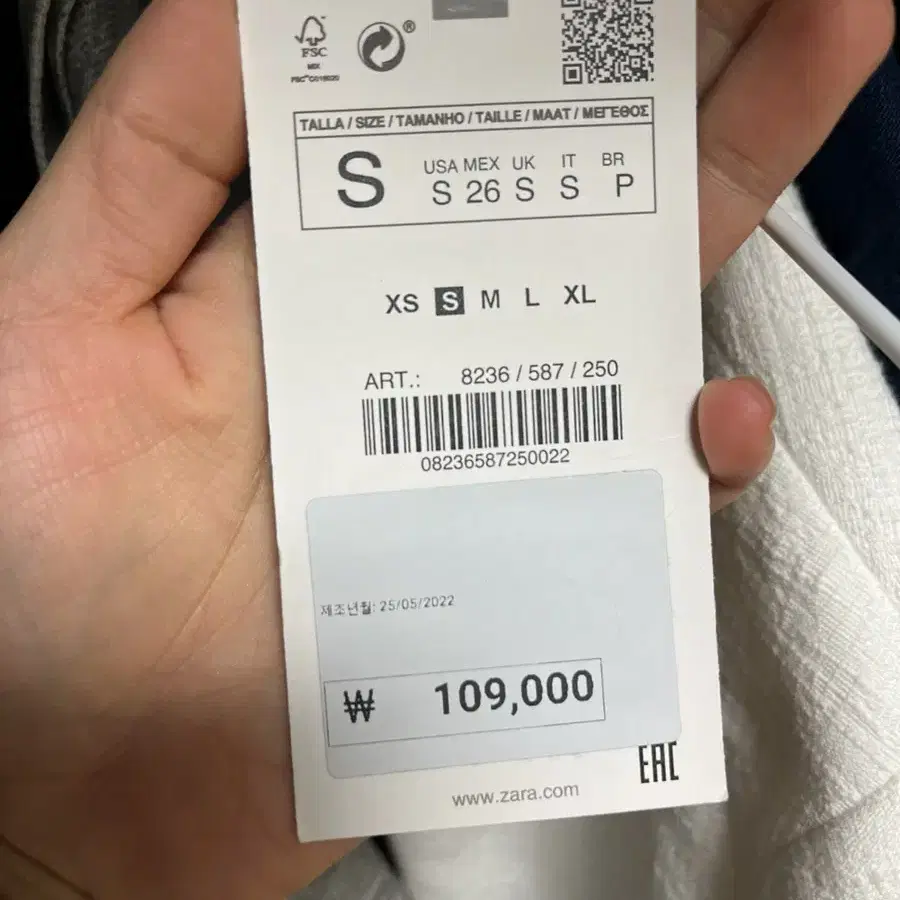 ®
FSC
MIX
TALLA / SIZE / TAMANHO / TAILLE / MAAT / ΜΕΓΕΘΟΣ
S
USA MEX UK IT BR
S 26 S S P
XS S M L XL
ART.: 8236 / 587 / 250
08236587250022
제조년월: 25/05/2022
₩ 109,000
EAC
www.zara.com